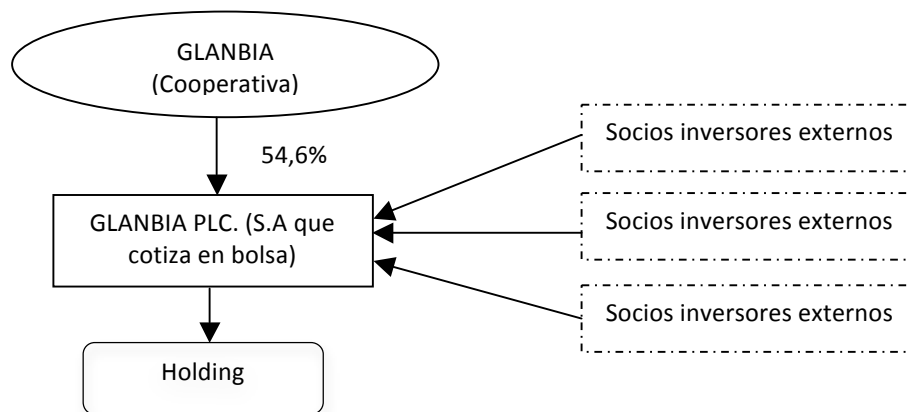 GLANBIA
(Cooperativa)
54,6%
GLANBIA PLC. (S.A que
cotiza en bolsa)
Holding
Socios inversores externos
Socios inversores externos
Socios inversores externos